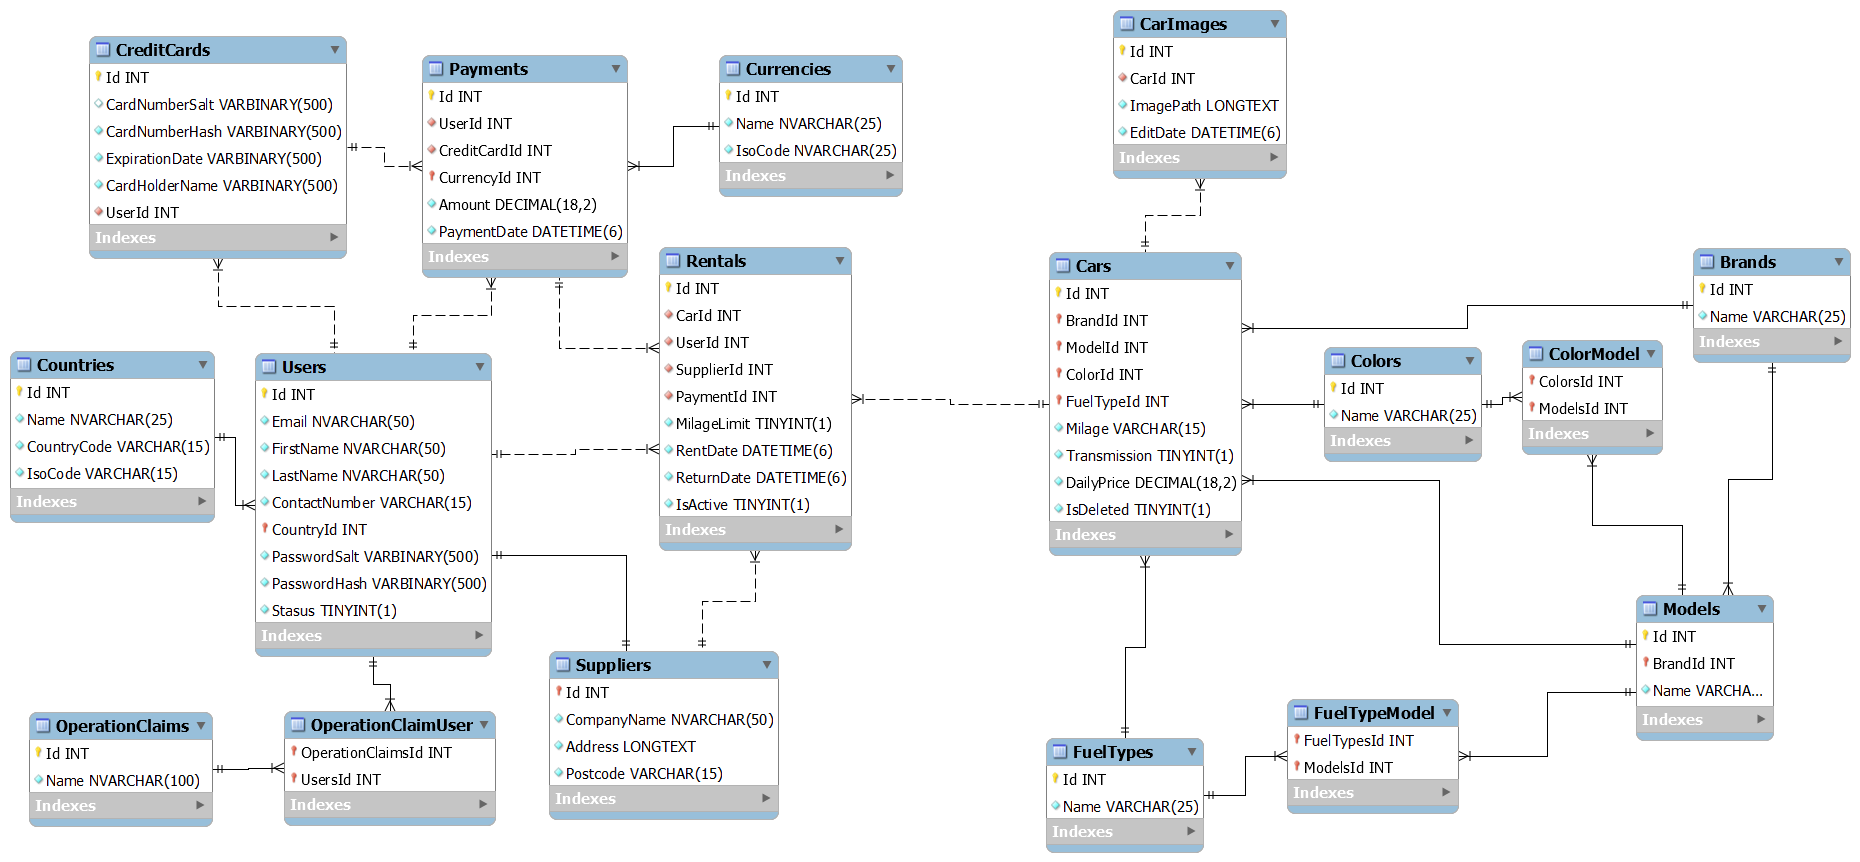 CreditCards
Id INT
CardNumberSalt VARBINARY(500)
CardNumberHash VARBINARY(500)
ExpirationDate VARBINARY(500)
CardHolderName VARBINARY(500)
UserId INT
Indexes
Payments
Id INT
UserId INT
CreditCardId INT
CurrencyId INT
Amount DECIMAL(18,2)
PaymentDate DATETIME(6)
Indexes
Currencies
Id INT
Name NVARCHAR(25)
IsoCode NVARCHAR(25)
Indexes
CarImages
Id INT
CarId INT
ImagePath LONGTEXT
EditDate DATETIME(6)
Indexes
Rentals
Id INT
CarId INT
UserId INT
SupplierId INT
PaymentId INT
MilageLimit TINYINT(1)
RentDate DATETIME(6)
ReturnDate DATETIME(6)
IsActive TINYINT(1)
Indexes
Cars
Id INT
BrandId INT
ModelId INT
ColorId INT
FuelTypeId INT
Milage VARCHAR(15)
Transmission TINYINT(1)
DailyPrice DECIMAL(18,2)
IsDeleted TINYINT(1)
Indexes
Brands
Id INT
Name VARCHAR(25)
Indexes
Colors
Id INT
Name VARCHAR(25)
Indexes
ColorModel
ColorsId INT
ModelsId INT
Indexes
Countries
Id INT
Name NVARCHAR(25)
CountryCode VARCHAR(15)
IsoCode VARCHAR(15)
Indexes
Users
Id INT
Email NVARCHAR(50)
FirstName NVARCHAR(50)
LastName NVARCHAR(50)
ContactNumber VARCHAR(15)
CountryId INT
PasswordSalt VARBINARY(500)
PasswordHash VARBINARY(500)
Stasus TINYINT(1)
Indexes
Suppliers
Id INT
CompanyName NVARCHAR(50)
Address LONGTEXT
Postcode VARCHAR(15)
Indexes
Models
Id INT
BrandId INT
Name VARCHA...
Indexes
OperationClaims
Id INT
Name NVARCHAR(100)
Indexes
OperationClaimUser
OperationClaimsId INT
UsersId INT
Indexes
FuelTypes
Id INT
Name VARCHAR(25)
Indexes
FuelTypeModel
FuelTypesId INT
ModelsId INT
Indexes